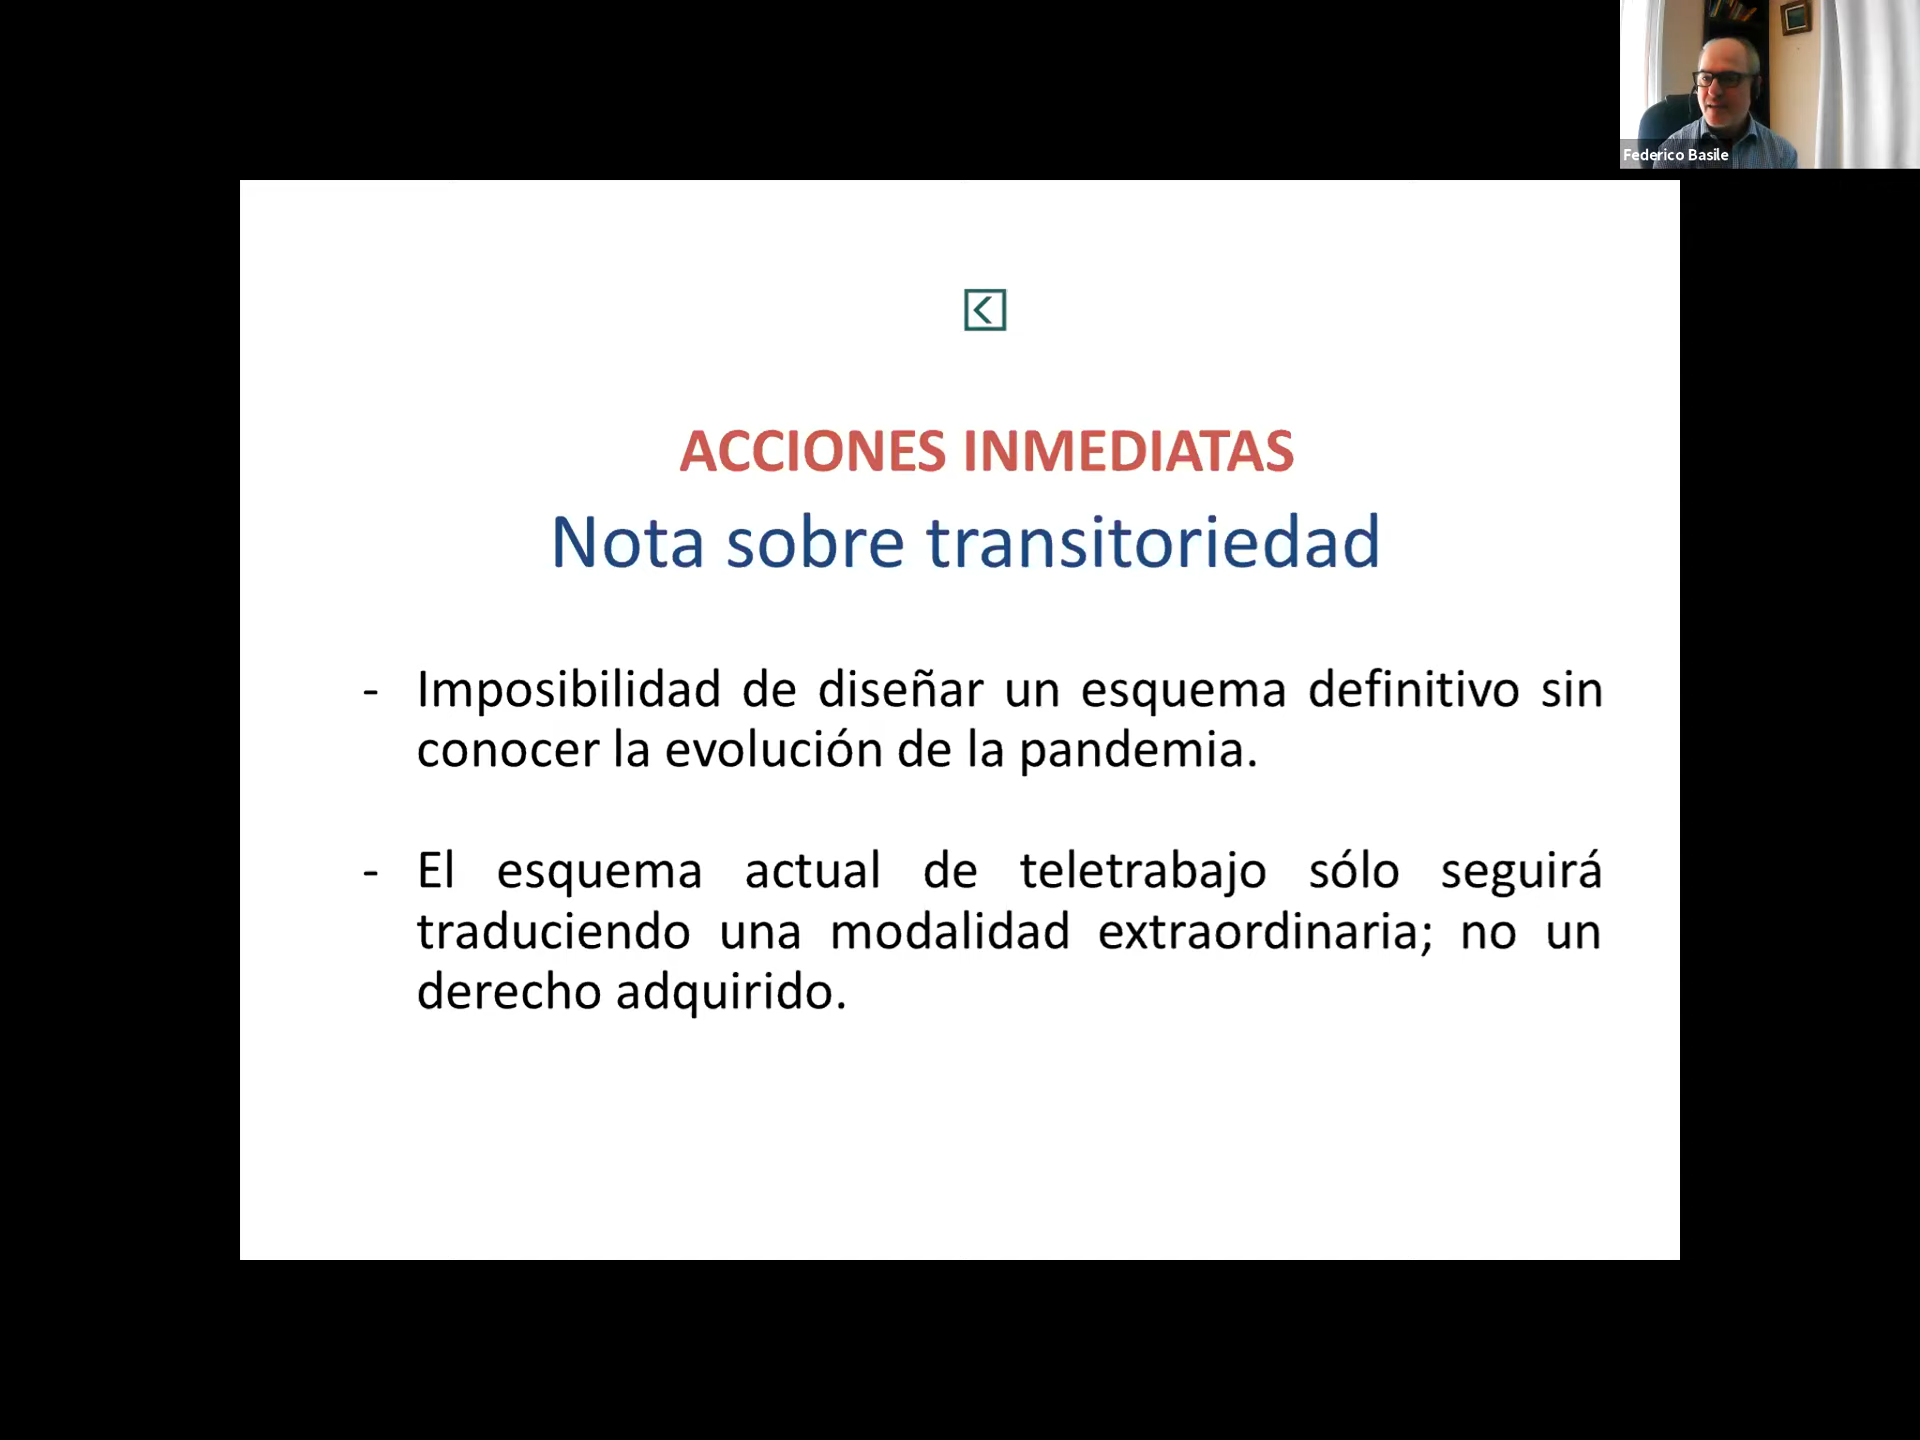 Federico Basile
ACCIONES INMEDIATAS
Nota sobre transitoriedad
- Imposibilidad de diseñar un esquema definitivo sin
conocer la evolución de la pandemia.
- El esquema actual de teletrabajo sólo seguirá
traduciendo una modalidad extraordinaria; no un
derecho adquirido.